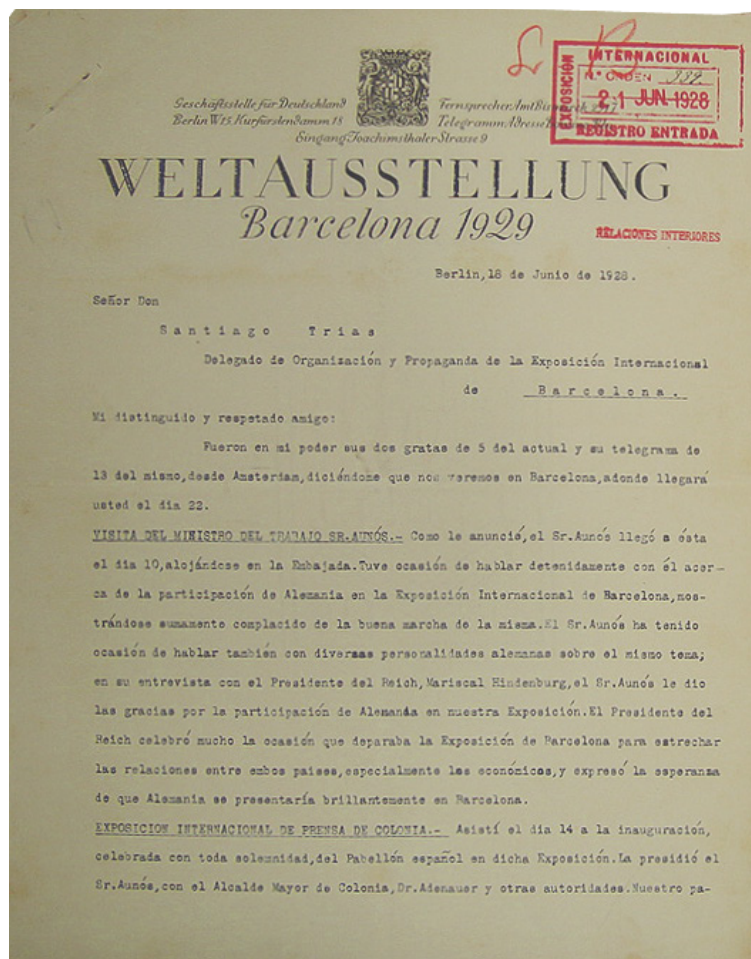 L B
INTERNACIONAL
EXPOSICIÓN
N.º ORDEN 339.
21 JUN 1928
REGISTRO ENTRADA
Geschäftsstelle für Deutschland
Berlin W15, Kurfürstendamm 18
Fernsprecher: Amt Bismarck
Telegramm-Adresse
Eingang Joachimsthaler Strasse 9
WELTAUSSTELLUNG
Barcelona 1929
RELACIONES INTERIORES
Berlin,18 de Junio de 1928.
Señor Don
Santiago Trias
Delegado de Organización y Propaganda de la Exposición Internacional
de Barcelona.
Mi distinguido y respetado amigo:
Fueron en mi poder sus dos gratas de 5 del actual y su telegrama de
13 del mismo,desde Amsterdam,diciéndome que nos veremos en Barcelona,adonde llegará
usted el dia 22.
VISITA DEL MINISTRO DEL TRABAJO SR.AUNÓS.- Como le anuncié,el Sr.Aunós llegó a ésta
el dia 10,alojándose en la Embajada.Tuve ocasión de hablar detenidamente con él acer-
ca de la participación de Alemania en la Exposición Internacional de Barcelona,mos-
trándose sumamente complacido de la buena marcha de la misma.El Sr.Aunós ha tenido
ocasión de hablar también con diversas personalidades alemanas sobre el mismo tema;
en su entrevista con el Presidente del Reich,Mariscal Hindenburg,el Sr.Aunós le dio
las gracias por la participación de Alemania en nuestra Exposición.El Presidente del
Reich celebró mucho la ocasión que deparaba la Exposición de Barcelona para estrechar
las relaciones entre embos paises,especialmente las económicas,y expresó la esperanza
de que Alemania se presentaría brillantemente en Barcelona.
EXPOSICION INTERNACIONAL DE PRENSA DE COLONIA.- Asistí el dia 14 a la inauguración,
celebrada con toda solemnidad,del Pabellón español en dicha Exposición.La presidió el
Sr.Aunós,con el Alcalde Mayor de Colonia,Dr.Adenauer y otras autoridades.Nuestro pa-